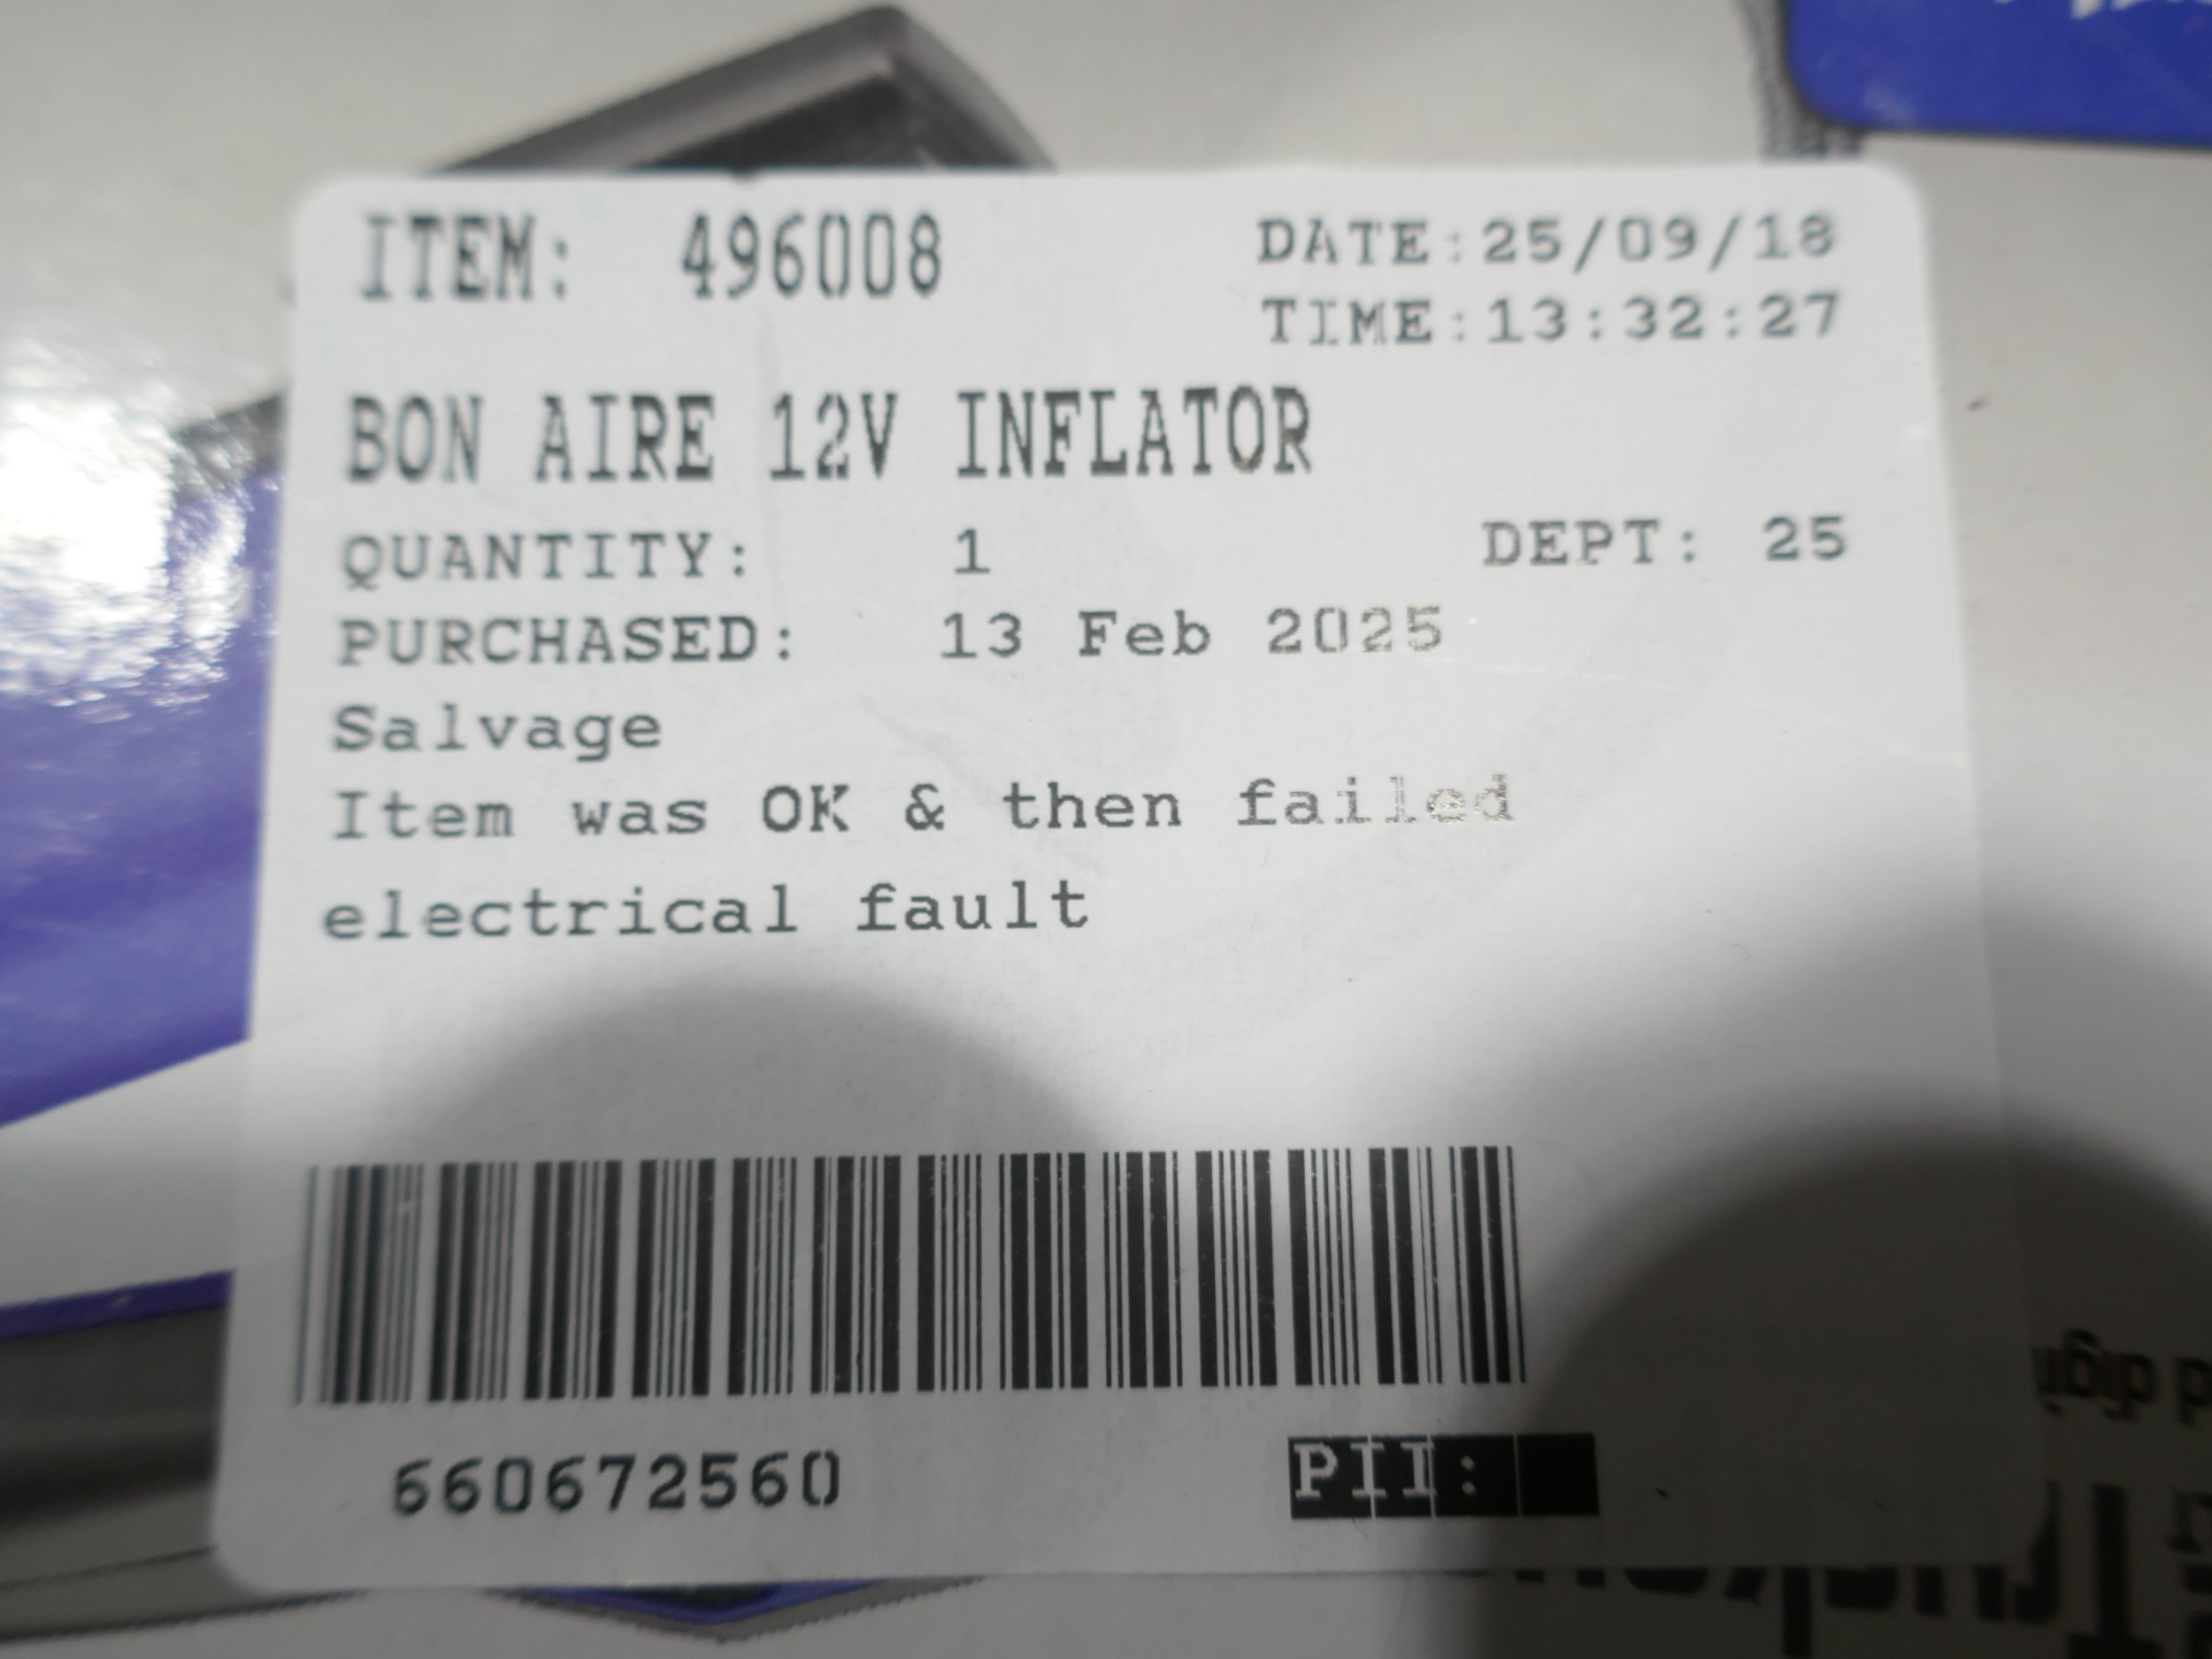 ITEM: 496008
DATE:25/09/18
TIME:13:32:27
BON AIRE 12V INFLATOR
QUANTITY: 1
DEPT: 25
PURCHASED: 13 Feb 2025
Salvage
Item was OK & then failed
electrical fault
660672560
PII: